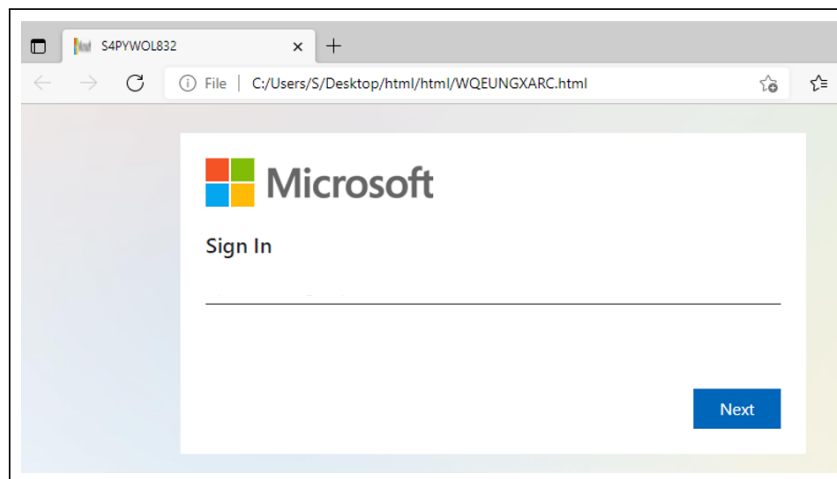 S4PYWOL832
File C:/Users/S/Desktop/html/html/WQEUNGXARC.html
Microsoft
Sign In
Next